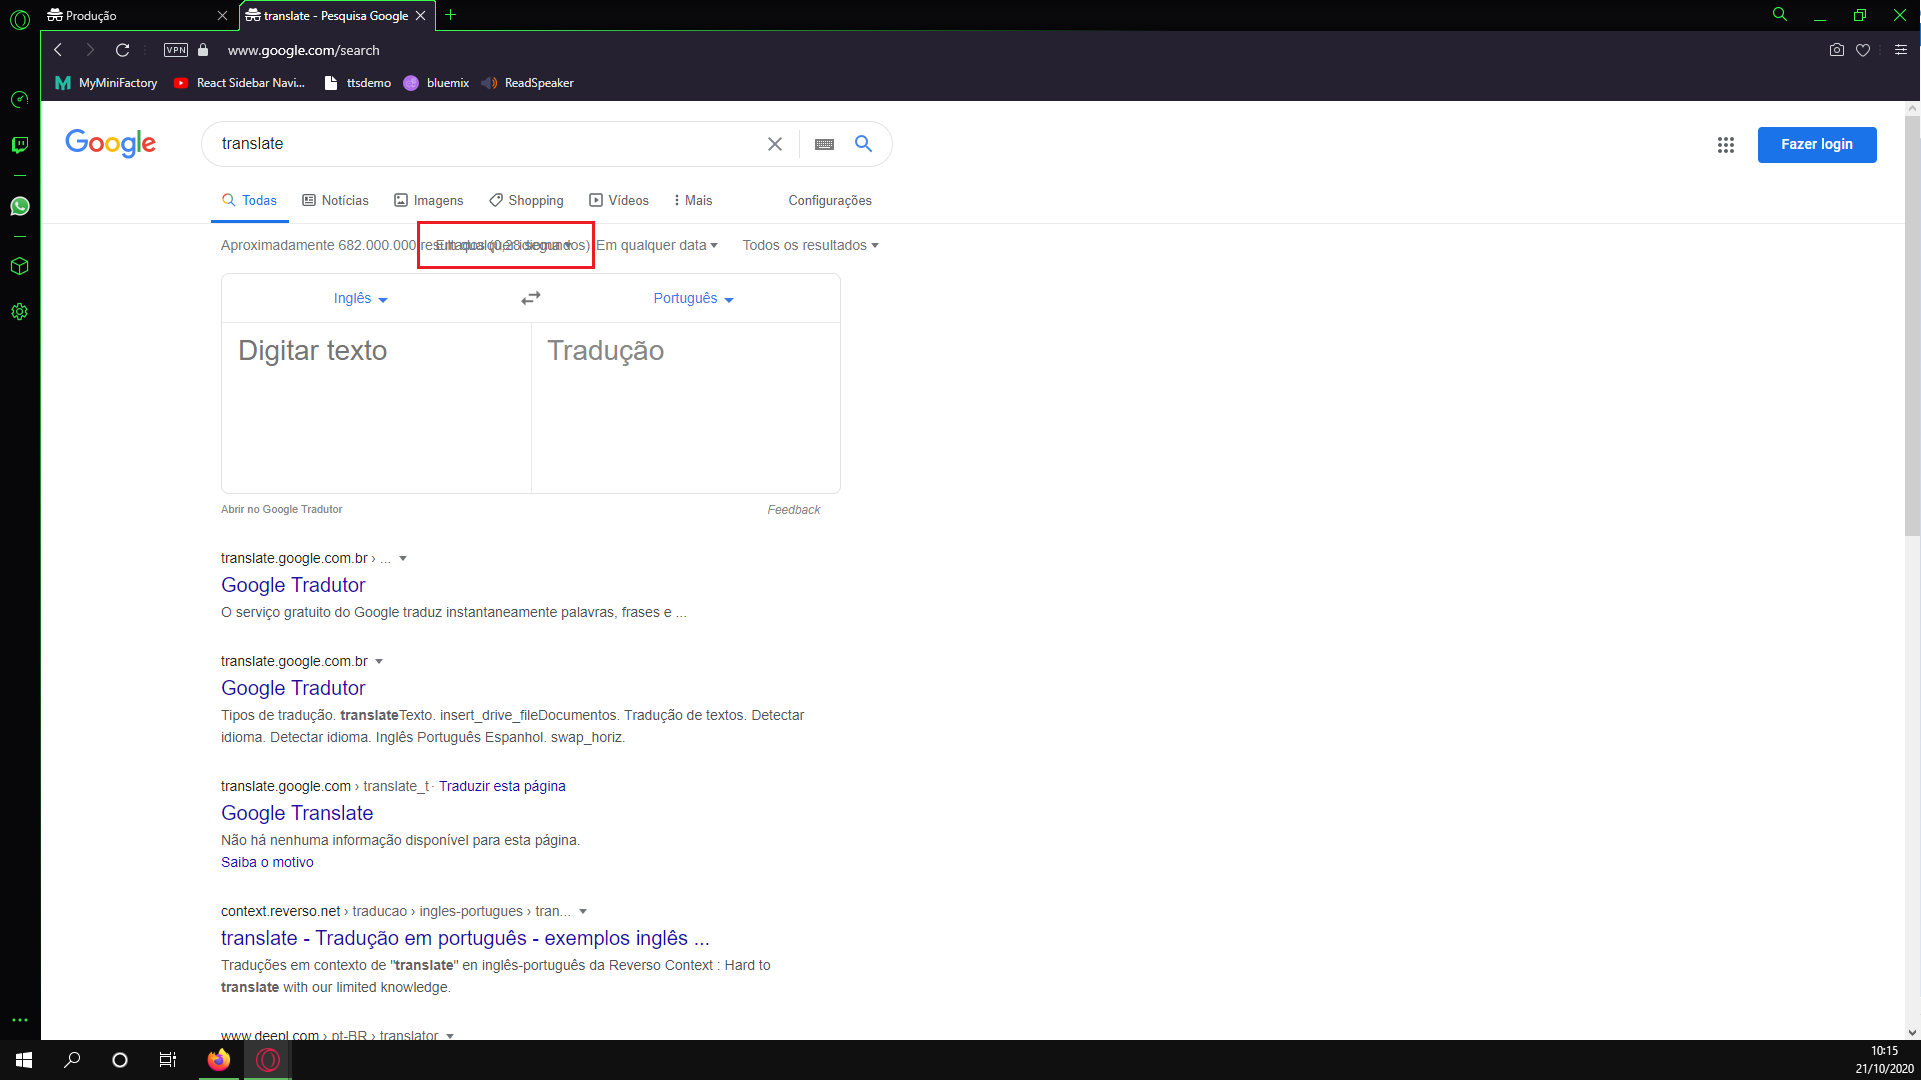 Produção
translate - Pesquisa Google
VPN
www.google.com/search
MyMiniFactory
React Sidebar Navi...
ttsdemo
bluemix
ReadSpeaker
Google
translate
Fazer login
Todas
Notícias
Imagens
Shopping
Vídeos
Mais
Configurações
Aproximadamente 682.000.000 resultados (0,28 segundos)
Em qualquer idioma
Em qualquer data
Todos os resultados
Inglês
Português
Digitar texto
Tradução
Abrir no Google Tradutor
Feedback
translate.google.com.br › ...
Google Tradutor
O serviço gratuito do Google traduz instantaneamente palavras, frases e ...
translate.google.com.br
Google Tradutor
Tipos de tradução. translateTexto. insert_drive_fileDocumentos. Tradução de textos. Detectar
idioma. Detectar idioma. Inglês Português Espanhol. swap_horiz.
translate.google.com › translate_t · Traduzir esta página
Google Translate
Não há nenhuma informação disponível para esta página.
Saiba o motivo
context.reverso.net › traducao › ingles-portugues › tran...
translate - Tradução em português - exemplos inglês ...
Traduções em contexto de "translate" en inglês-português da Reverso Context : Hard to
translate with our limited knowledge.
www.deepl.com › pt-BR › translator
10:15
21/10/2020